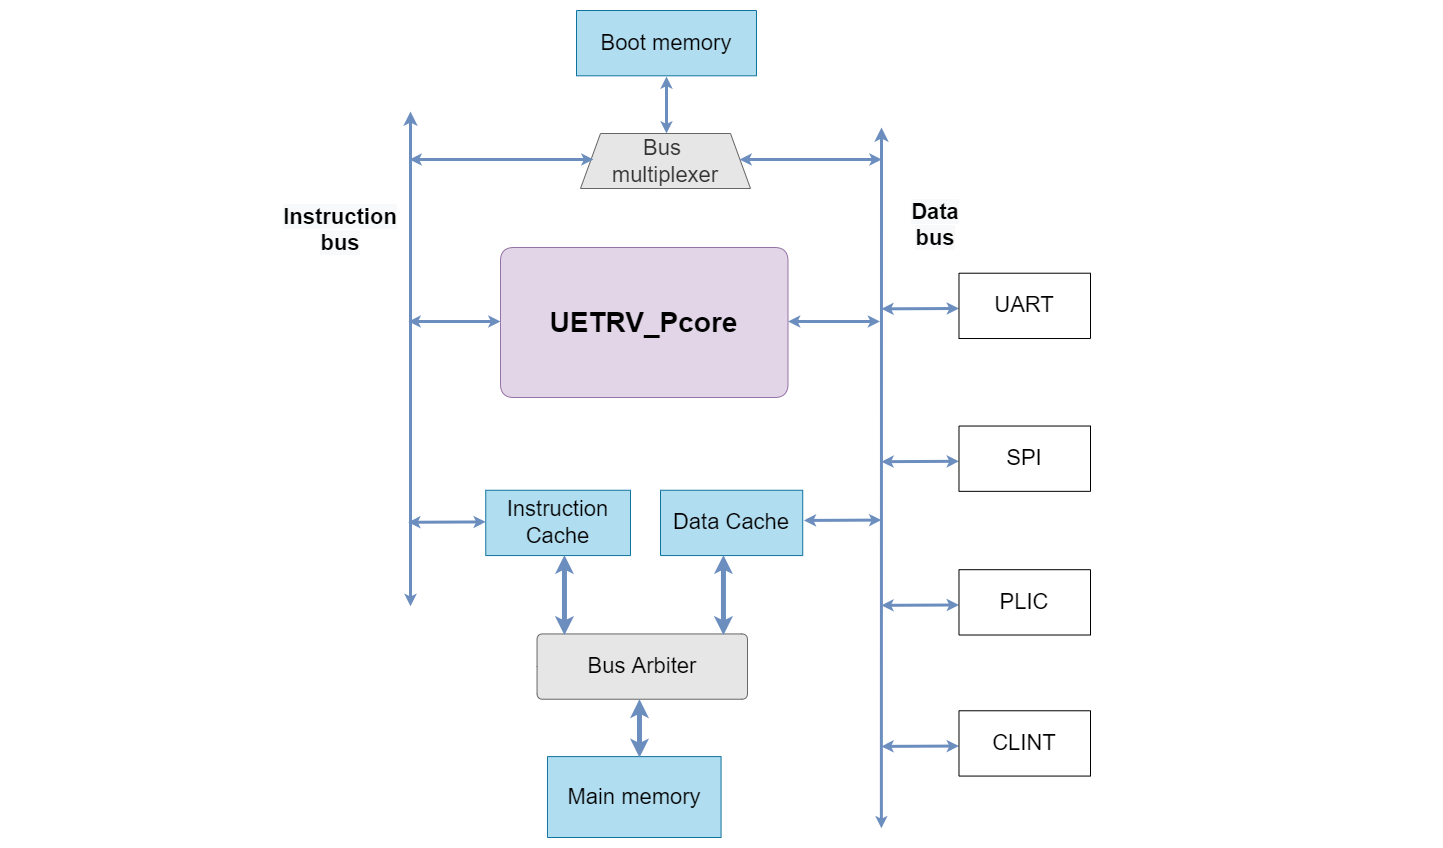 Boot memory
Bus
multiplexer
Instruction
bus
Data
bus
UETRV_Pcore
UART
SPI
Instruction
Cache
Data Cache
PLIC
Bus Arbiter
CLINT
Main memory